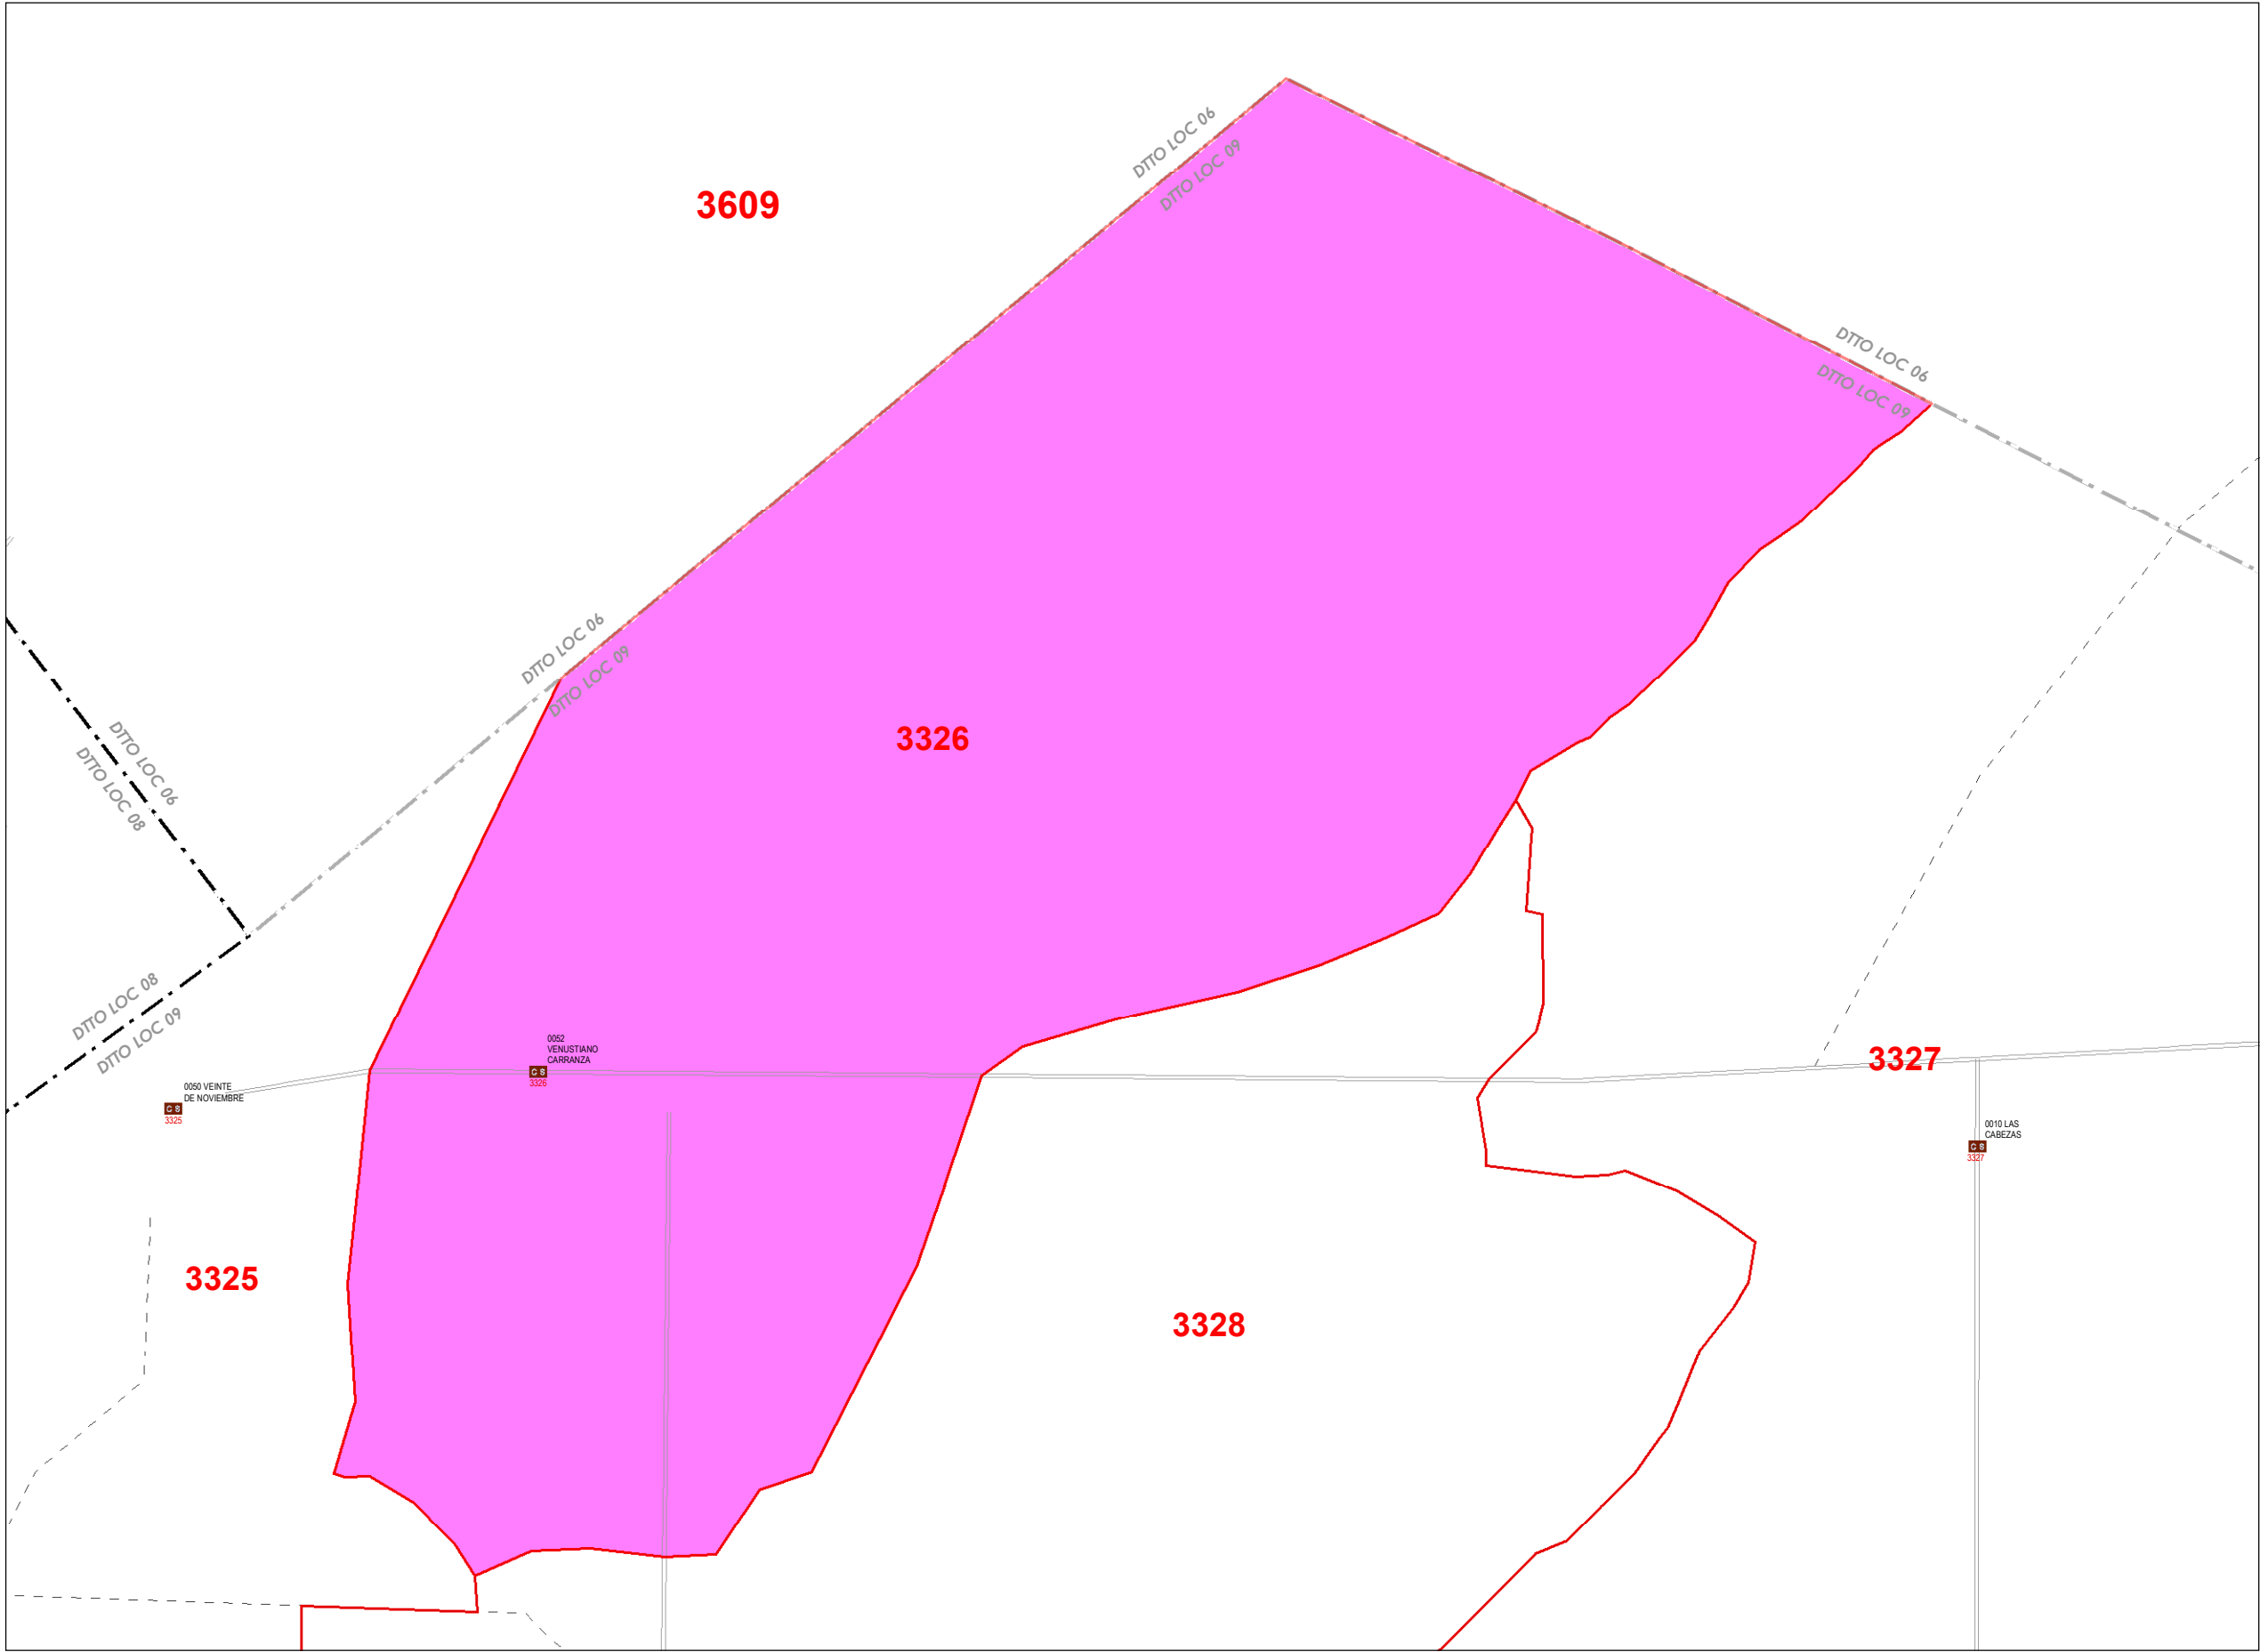 DTTO LOC 06
DTTO LOC 09
3609
DTTO LOC 06
DTTO LOC 09
DTTO LOC 06
DTTO LOC 09
DTTO LOC 06
DTTO LOC 08
3326
DTTO LOC 08
DTTO LOC 09
0052
VENUSTIANO
CARRANZA
C S
3326
3327
0050 VEINTE
DE NOVIEMBRE
C S
3325
0010 LAS
CABEZAS
C S
3327
3325
3328